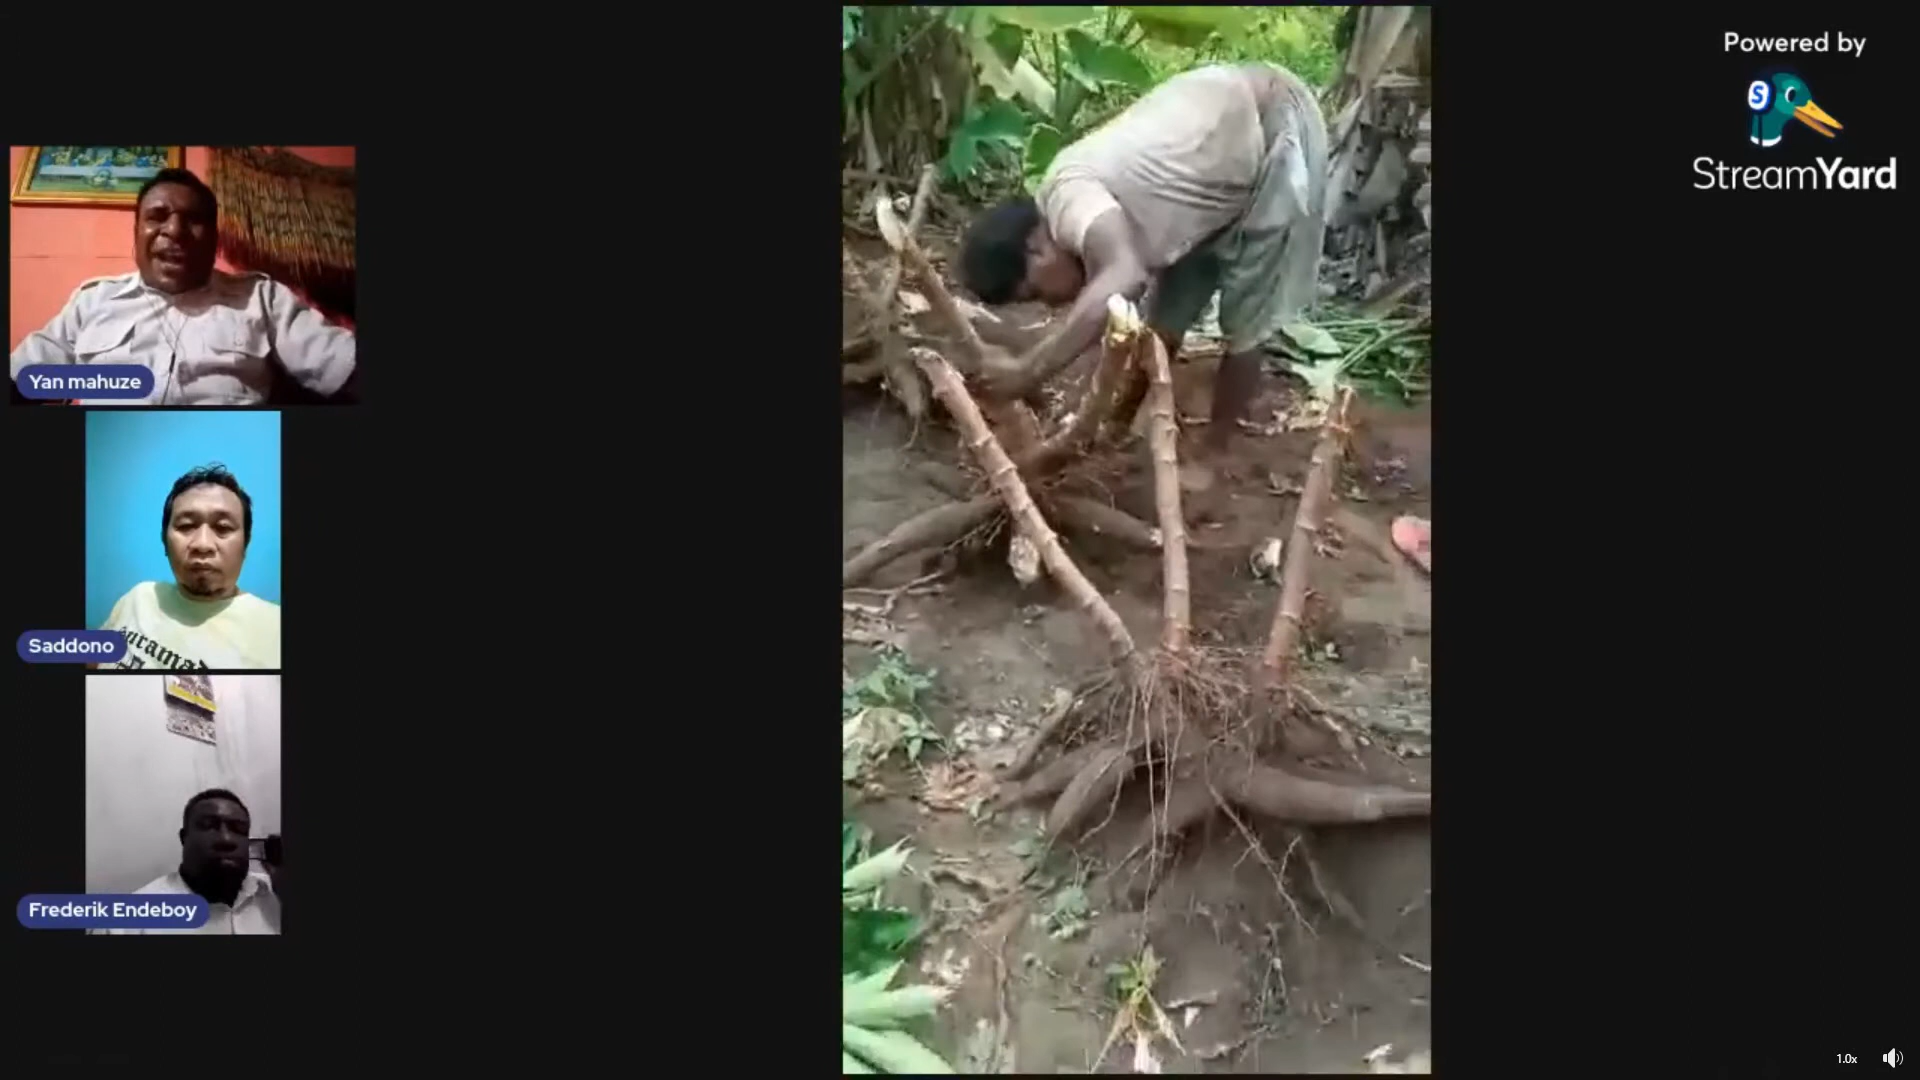 Powered by
StreamYard
Yan mahuze
Saddono
Frederik Endeboy
1.0x